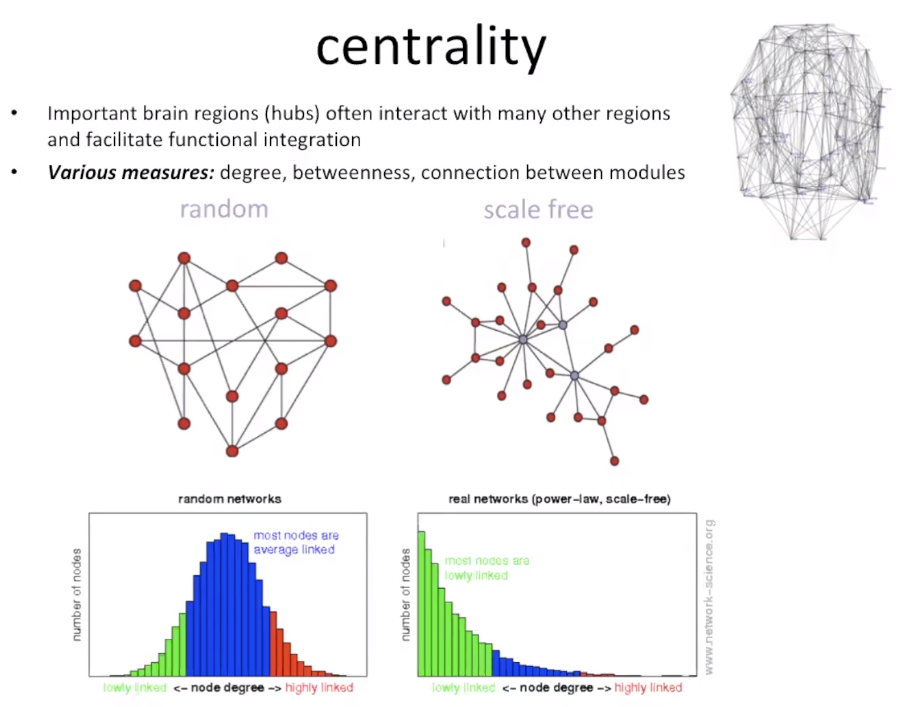 centrality
• Important brain regions (hubs) often interact with many other regions
and facilitate functional integration
• Various measures: degree, betweenness, connection between modules
random
scale free
random networks
most nodes are
average linked
number of nodes
lowly linked <- node degree -> highly linked
real networks (power-law, scale-free)
most nodes are
lowly linked
number of nodes
lowly linked <- node degree -> highly linked
www.network-science.org